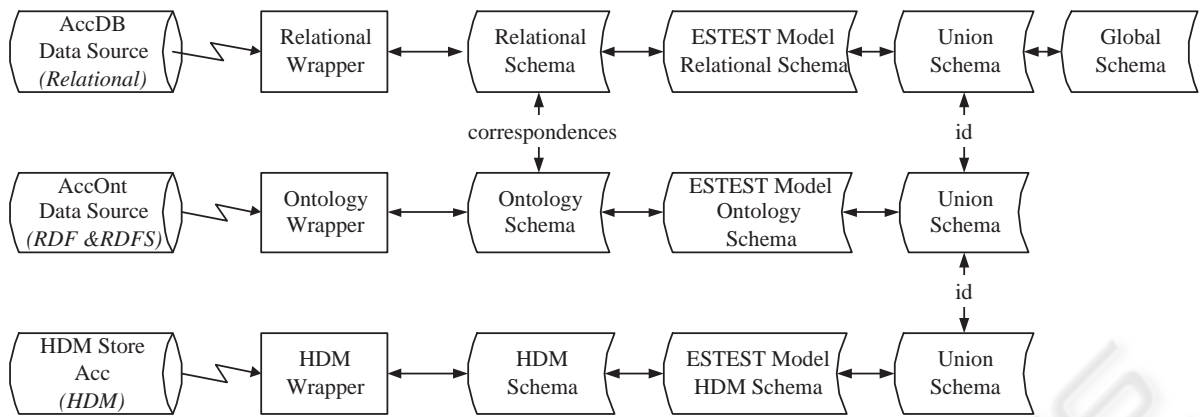 AccDB
Data Source
(Relational)
Relational
Wrapper
Relational
Schema
ESTEST Model
Relational Schema
Union
Schema
Global
Schema
correspondences
id
AccOnt
Data Source
(RDF &RDFS)
Ontology
Wrapper
Ontology
Schema
ESTEST Model
Ontology
Schema
Union
Schema
id
HDM Store
Acc
(HDM)
HDM
Wrapper
HDM
Schema
ESTEST Model
HDM Schema
Union
Schema